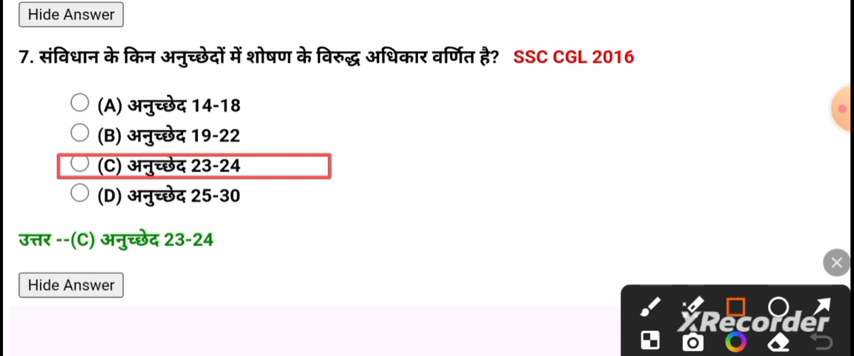 Hide Answer
7. संविधान के किन अनुच्छेदों में शोषण के विरुद्ध अधिकार वर्णित है? SSC CGL 2016
(A) अनुच्छेद 14-18
(B) अनुच्छेद 19-22
(C) अनुच्छेद 23-24
(D) अनुच्छेद 25-30
उत्तर --(C) अनुच्छेद 23-24
Hide Answer
XRecorder